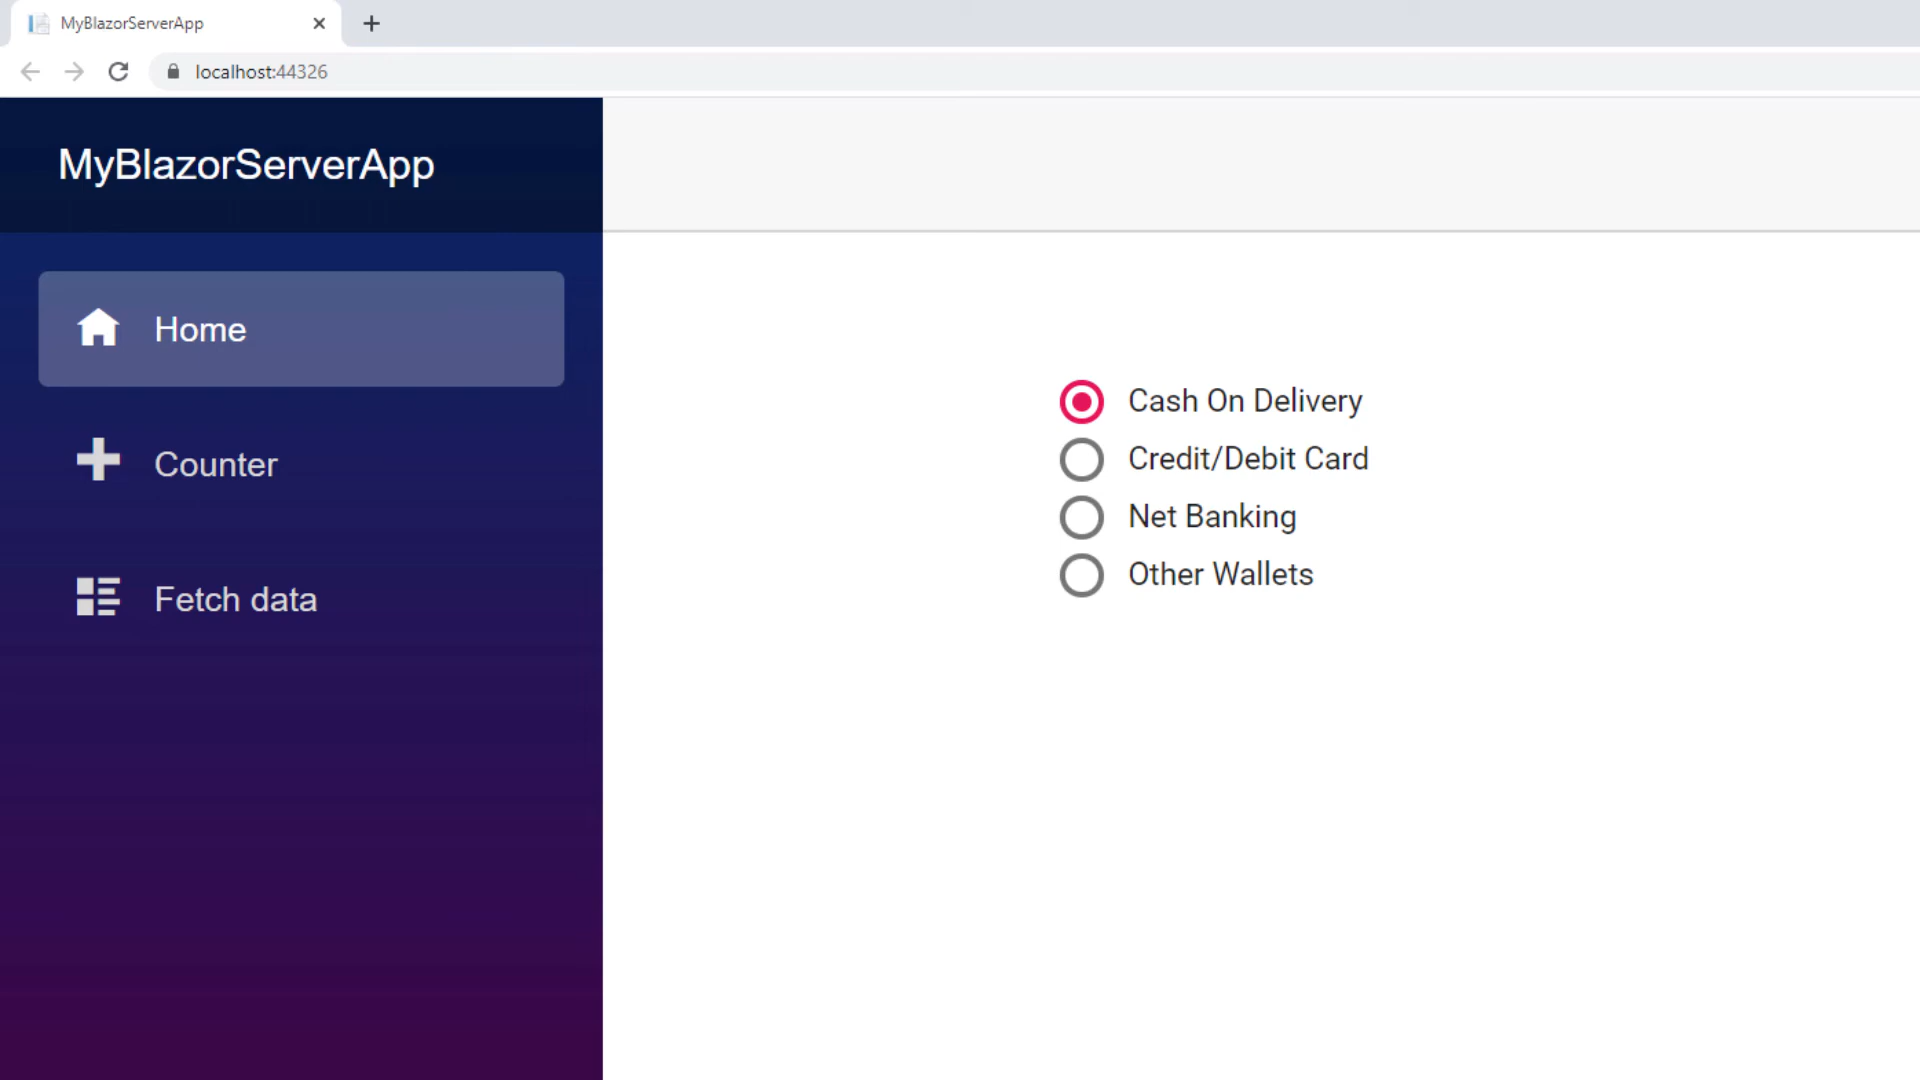 MyBlazorServerApp
localhost:44326
MyBlazorServerApp
Home
Counter
Fetch data
Cash On Delivery
Credit/Debit Card
Net Banking
Other Wallets